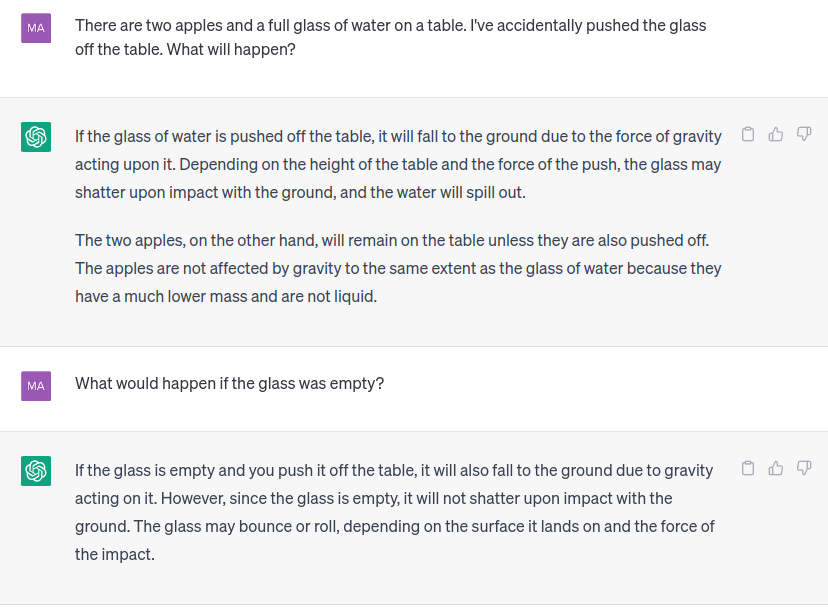 MA
There are two apples and a full glass of water on a table. I've accidentally pushed the glass
off the table. What will happen?
If the glass of water is pushed off the table, it will fall to the ground due to the force of gravity
acting upon it. Depending on the height of the table and the force of the push, the glass may
shatter upon impact with the ground, and the water will spill out.
The two apples, on the other hand, will remain on the table unless they are also pushed off.
The apples are not affected by gravity to the same extent as the glass of water because they
have a much lower mass and are not liquid.
MA
What would happen if the glass was empty?
If the glass is empty and you push it off the table, it will also fall to the ground due to gravity
acting on it. However, since the glass is empty, it will not shatter upon impact with the
ground. The glass may bounce or roll, depending on the surface it lands on and the force of
the impact.